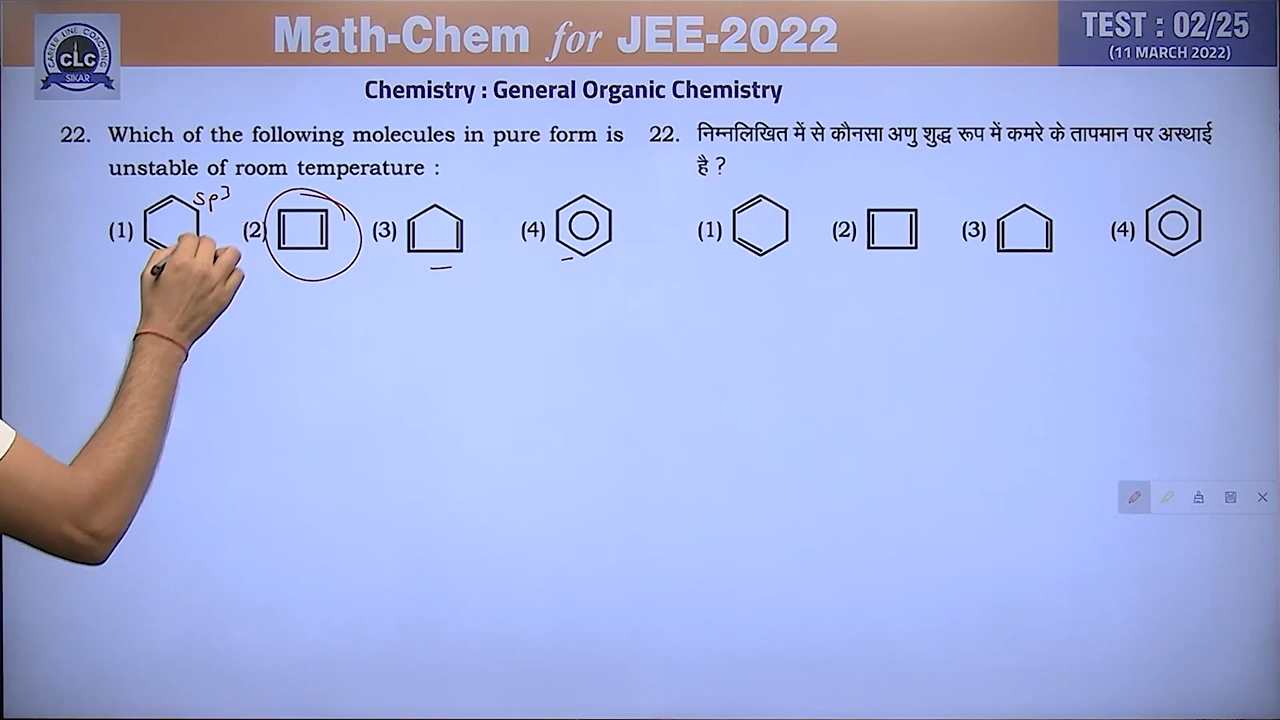 CAREER LINE COACHING
CLC
SIKAR
Math-Chem for JEE-2022
TEST : 02/25
(11 MARCH 2022)
Chemistry : General Organic Chemistry
22. Which of the following molecules in pure form is
unstable of room temperature :
(1) sp3 (2) (3) (4)
22. निम्नलिखित में से कौनसा अणु शुद्ध रूप में कमरे के तापमान पर अस्थाई
है ?
(1) (2) (3) (4)